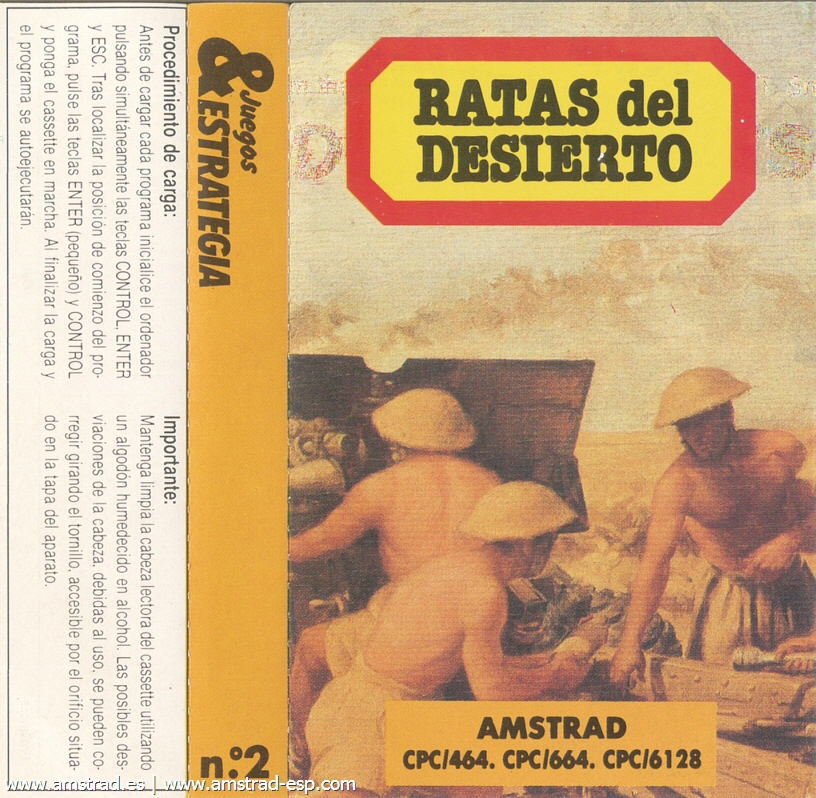 Procedimiento de carga:
Antes de cargar cada programa inicialice el ordenador
pulsando simultáneamente las teclas CONTROL, ENTER
y ESC. Tras localizar la posición de comienzo del pro-
grama, pulse las teclas ENTER (pequeño) y CONTROL
y ponga el cassette en marcha. Al finalizar la carga y
el programa se autoejecutarán.
Importante:
Mantenga limpia la cabeza lectora del cassette utilizando
un algodón humedecido en alcohol. Las posibles des-
viaciones de la cabeza, debidas al uso, se pueden co-
rregir girando el tornillo, accesible por el orificio situa-
do en la tapa del aparato.
Juegos
& ESTRATEGIA
n.º 2
RATAS del
DESIERTO
AMSTRAD
CPC/464. CPC/664. CPC/6128
www.amstrad.es | www.amstrad-esp.com